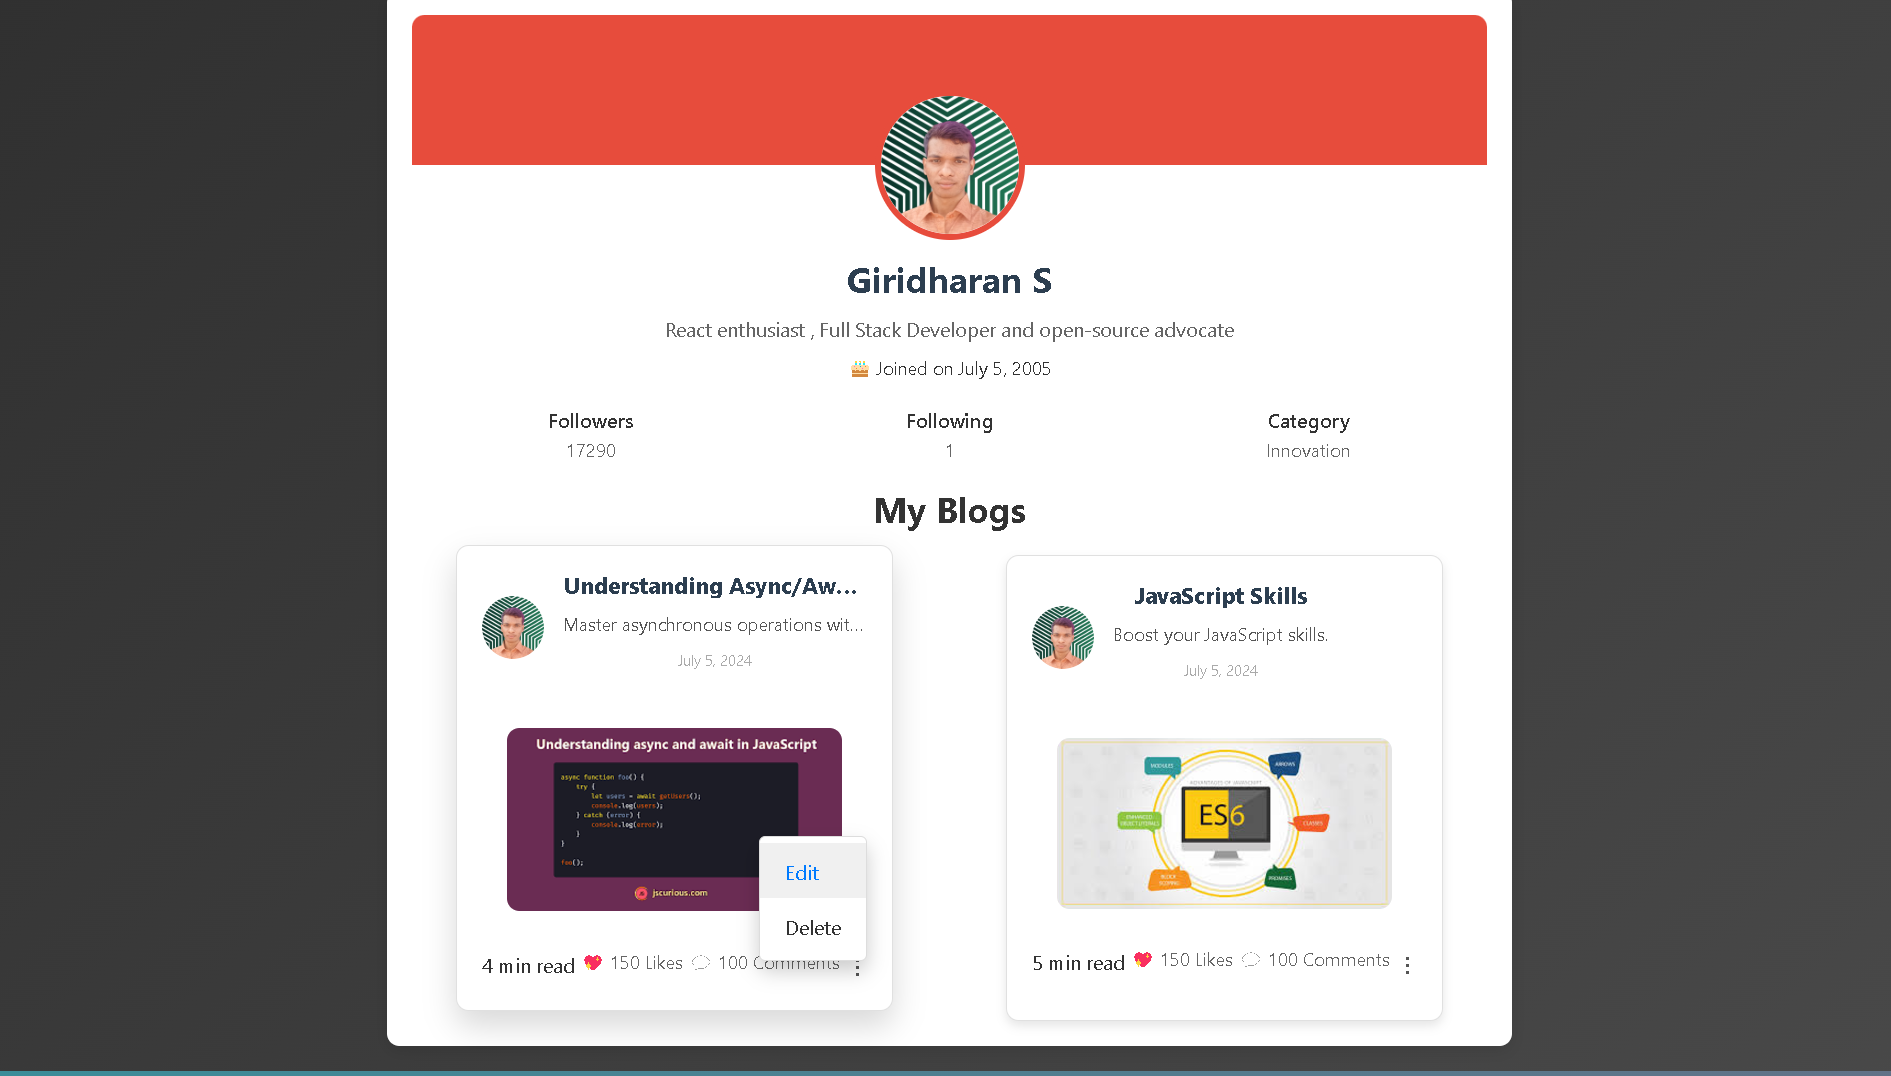 Giridharan S
React enthusiast , Full Stack Developer and open-source advocate
🎂 Joined on July 5, 2005
Followers
17290
Following
1
Category
Innovation
My Blogs
Understanding Async/Aw...
Master asynchronous operations wit...
July 5, 2024
Understanding async and await in JavaScript
async function foo() {
try {
let users = await getUsers();
console.log(users);
} catch (error) {
console.log(error);
}
}
foo();
jscurious.com
Edit
Delete
4 min read 💖 150 Likes 💬 100 Comments ⋮
JavaScript Skills
Boost your JavaScript skills.
July 5, 2024
ADVANTAGES OF JAVASCRIPT
MODULES
ARROWS
ENHANCED
OBJECT LITERALS
ES6
CLASSES
BLOCK
SCOPING
PROMISES
5 min read 💖 150 Likes 💬 100 Comments ⋮